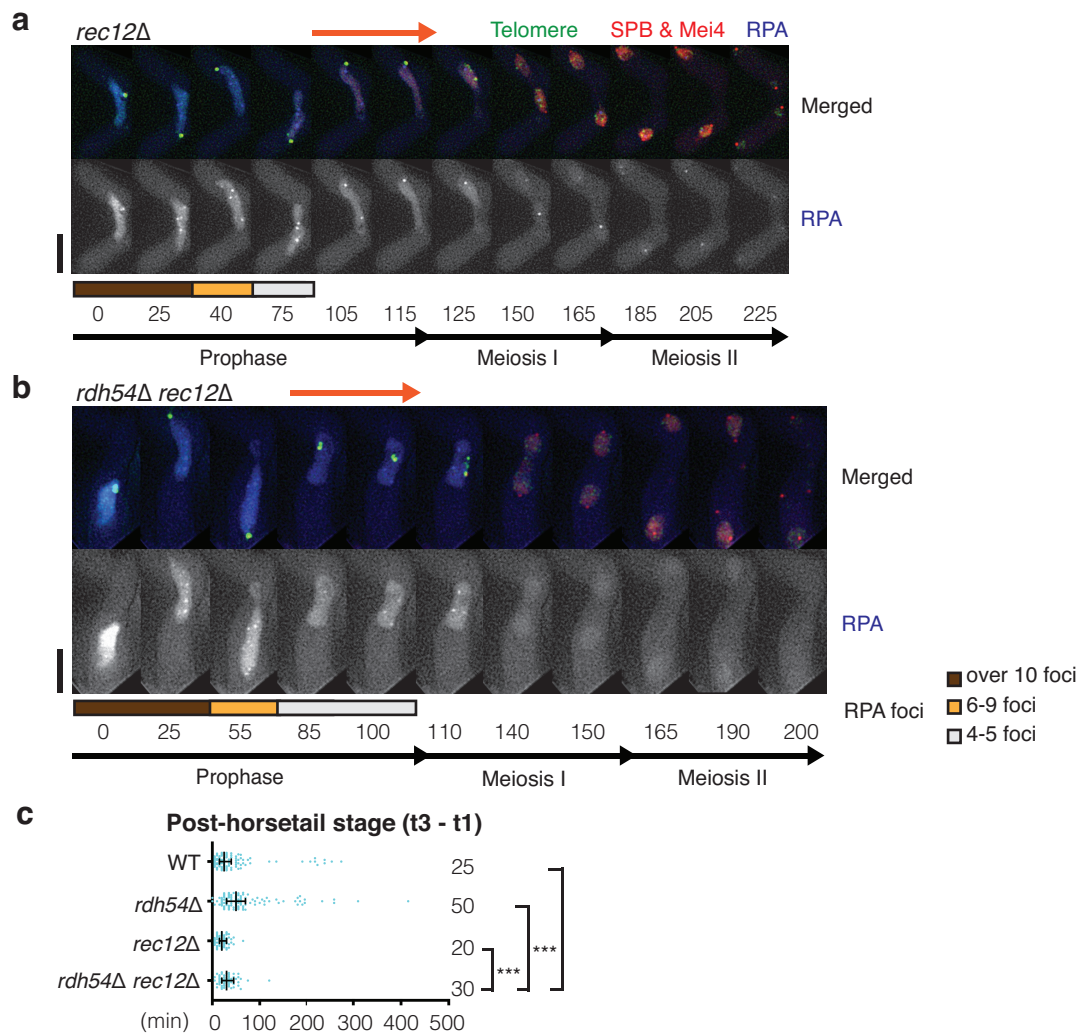 a
rec12Δ
Telomere
SPB & Mei4
RPA
Merged
RPA
0 25 40 75 105 115 125 150 165 185 205 225
Prophase Meiosis I Meiosis II
b
rdh54Δ rec12Δ
Merged
RPA
RPA foci
over 10 foci
6-9 foci
4-5 foci
0 25 55 85 100 110 140 150 165 190 200
Prophase Meiosis I Meiosis II
c
Post-horsetail stage (t3 - t1)
WT 25
rdh54Δ 50
rec12Δ 20
rdh54Δ rec12Δ 30
*** ***
(min) 0 100 200 300 400 500